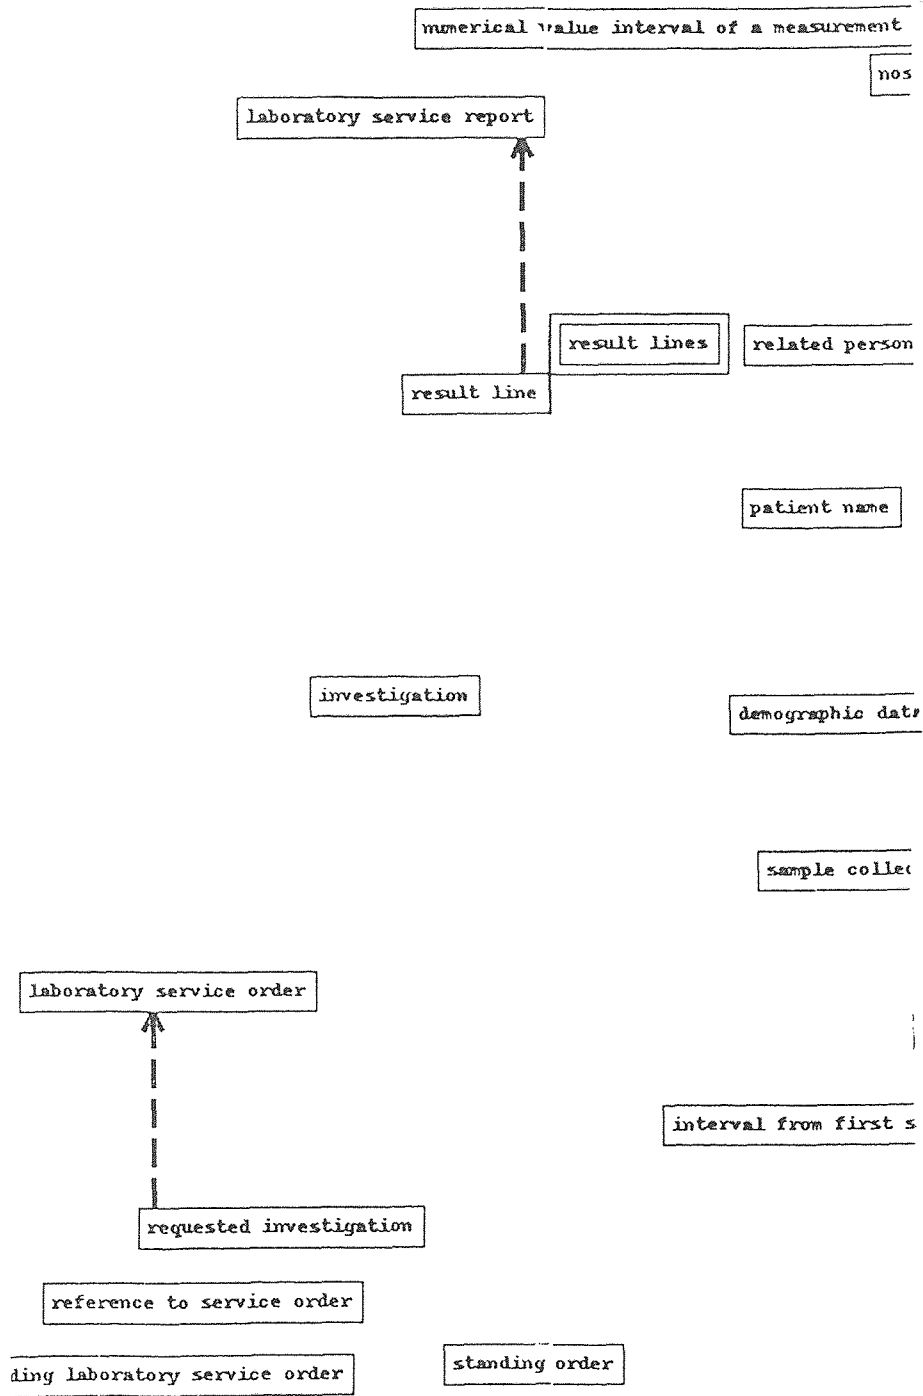 numerical value interval of a measurement
nos
laboratory service report
result lines
related person
result line
patient name
investigation
demographic data
sample collec
laboratory service order
interval from first s
requested investigation
reference to service order
standing order
ding laboratory service order